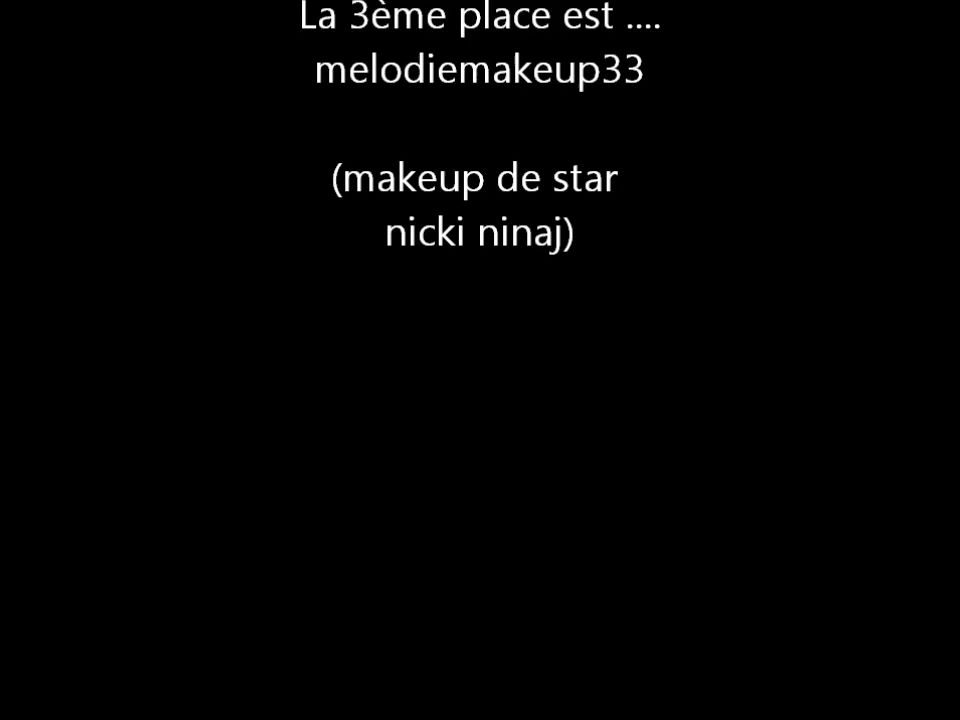 La 3ème place est ....
melodiemakeup33
(makeup de star
nicki ninaj)